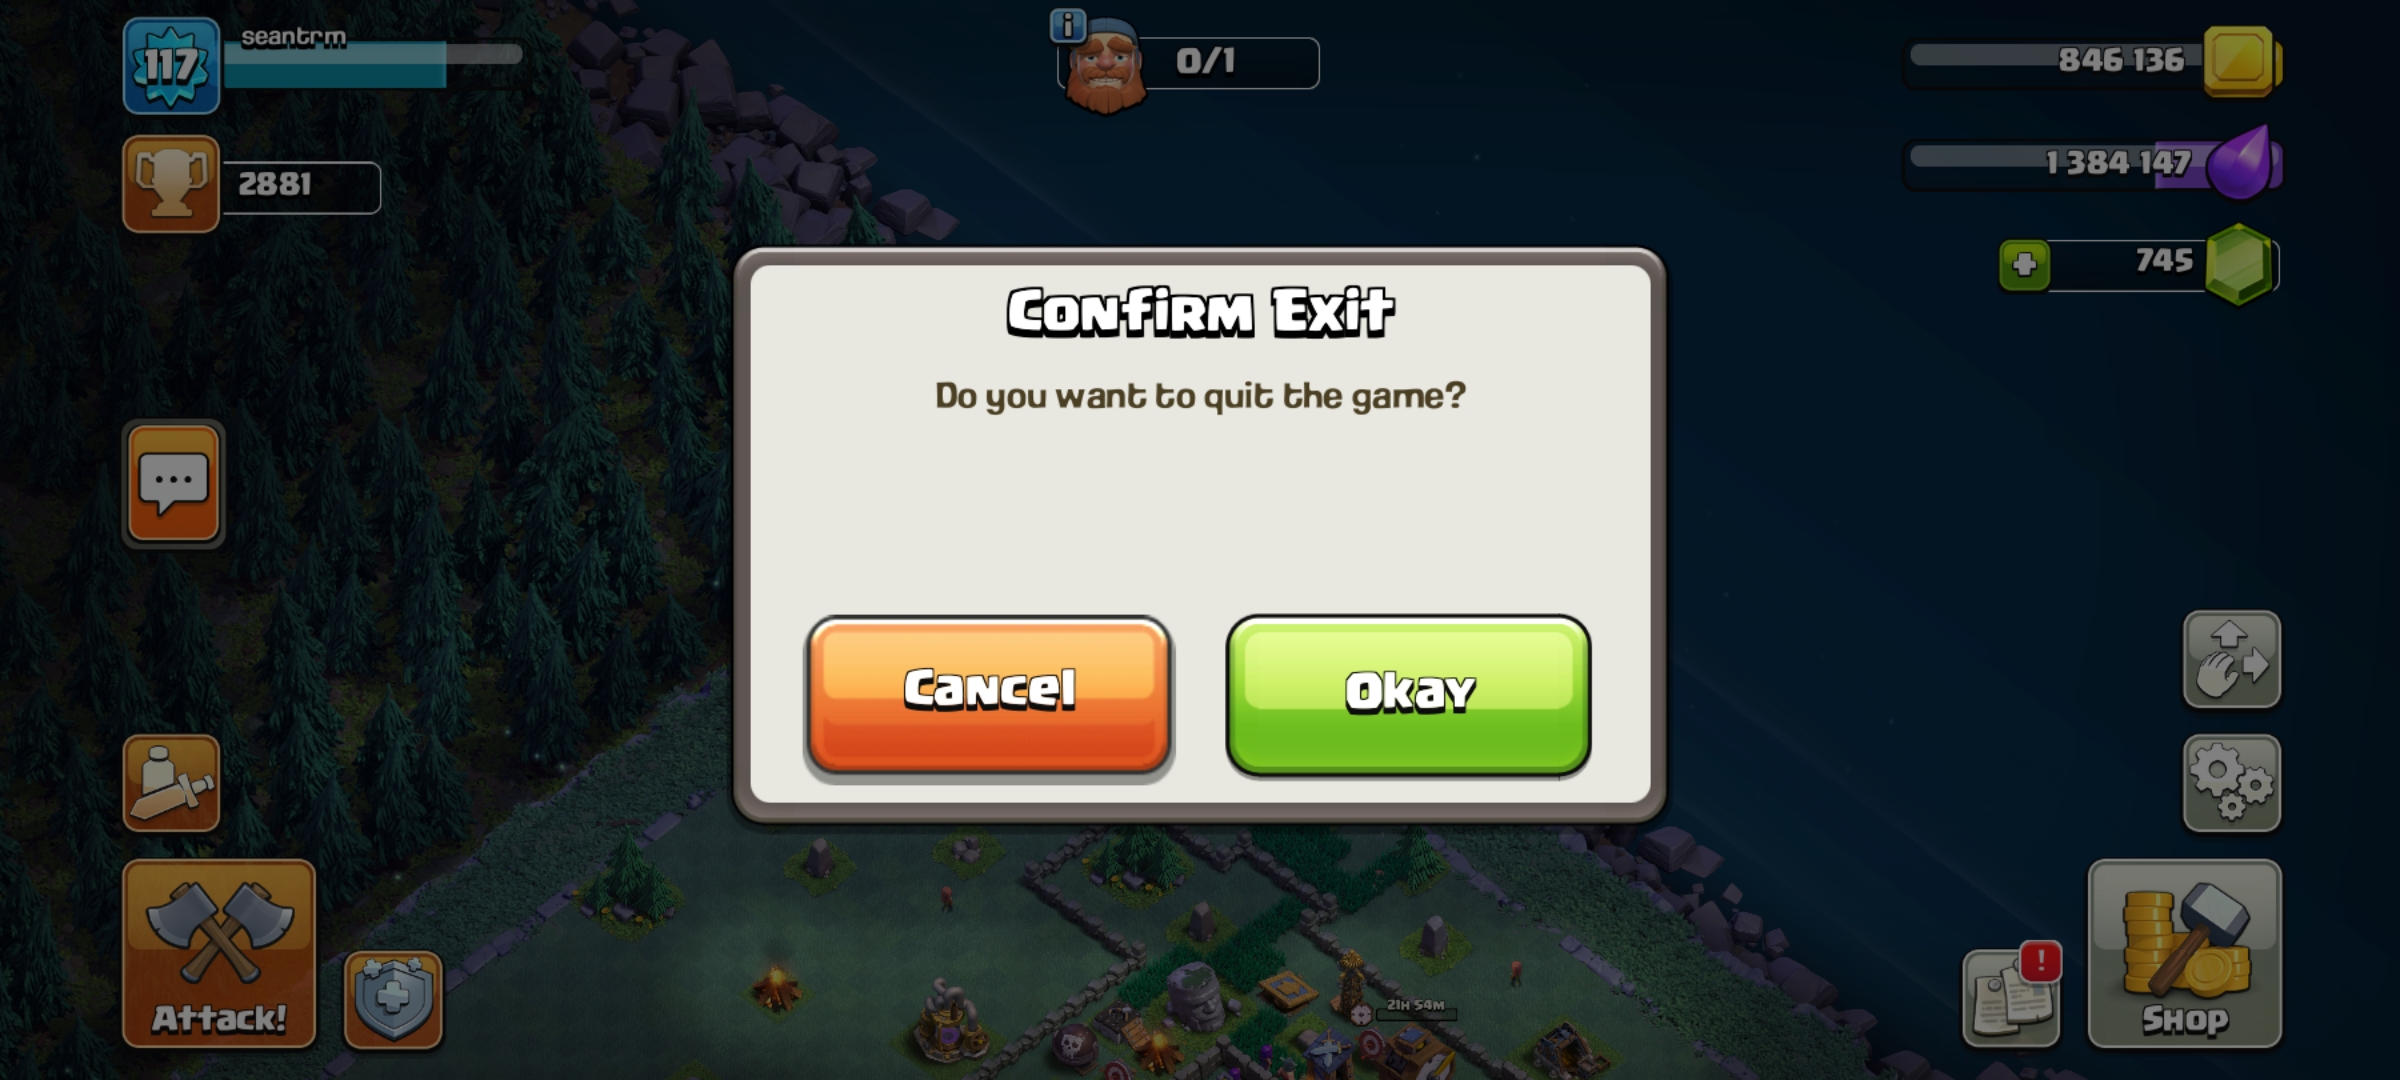 117
seantrm
0/1
846 136
2881
1 384 147
745
Confirm Exit
Do you want to quit the game?
Cancel
Okay
21H 54M
!
Attack!
Shop